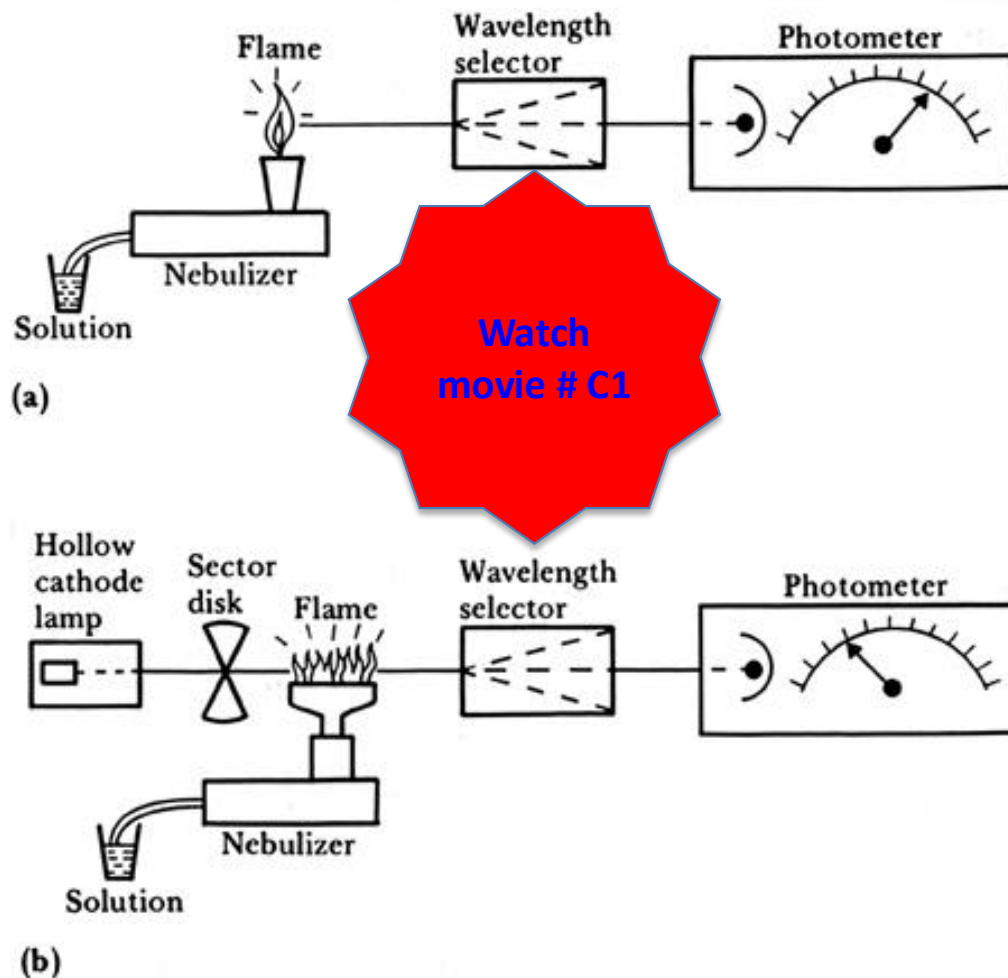 Flame
Wavelength
selector
Photometer
Nebulizer
Solution
(a)
Watch
movie # C1
Hollow
cathode
lamp
Sector
disk
Flame
Wavelength
selector
Photometer
Nebulizer
Solution
(b)